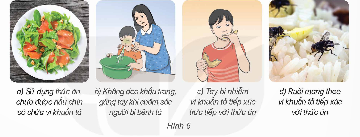 a) Sử dụng thức ăn
chưa được nấu chín
có chứa vi khuẩn tả
b) Không đeo khẩu trang,
găng tay khi chăm sóc
người bị bệnh tả
c) Tay bị nhiễm
vi khuẩn tả tiếp xúc
trực tiếp với thức ăn
d) Ruồi mang theo
vi khuẩn tả tiếp xúc
với thức ăn
Hình 6